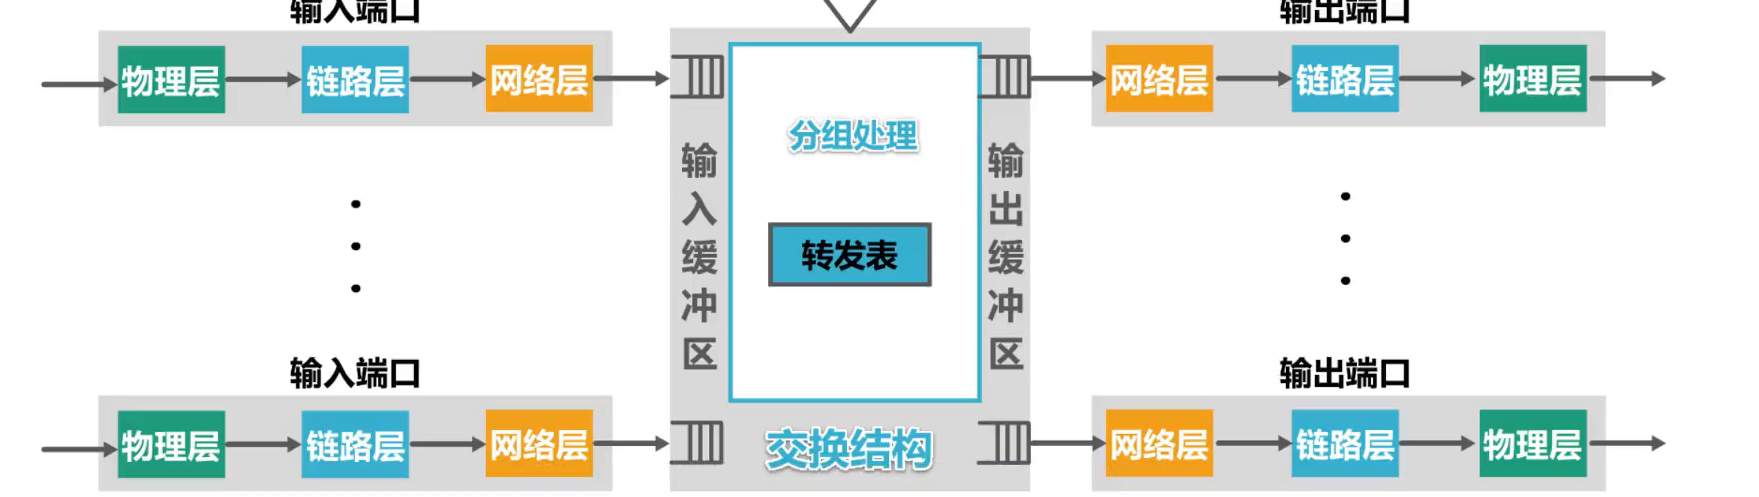 输入端口
输出端口
物理层
链路层
网络层
网络层
链路层
物理层
分组处理
输入缓冲区
转发表
输出缓冲区
输入端口
输出端口
物理层
链路层
网络层
交换结构
网络层
链路层
物理层